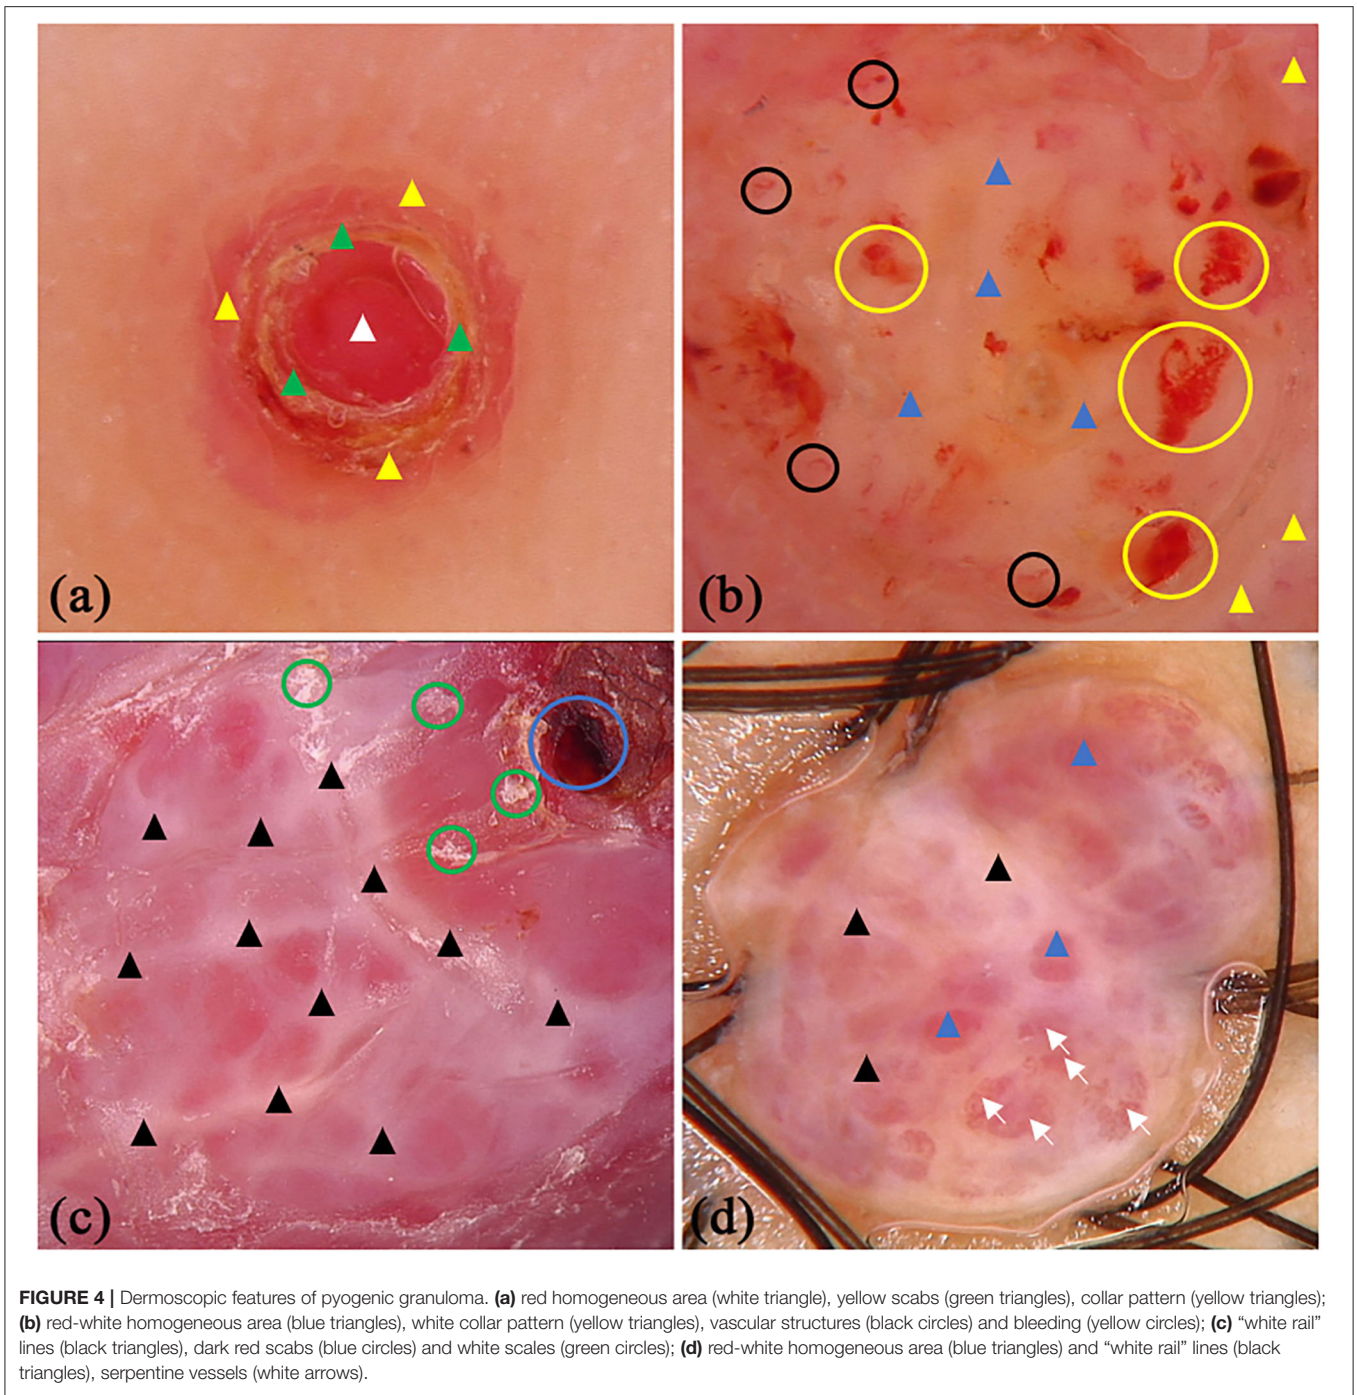 (a)
(b)
(c)
(d)
FIGURE 4 | Dermoscopic features of pyogenic granuloma. (a) red homogeneous area (white triangle), yellow scabs (green triangles), collar pattern (yellow triangles);
(b) red-white homogeneous area (blue triangles), white collar pattern (yellow triangles), vascular structures (black circles) and bleeding (yellow circles); (c) “white rail”
lines (black triangles), dark red scabs (blue circles) and white scales (green circles); (d) red-white homogeneous area (blue triangles) and “white rail” lines (black
triangles), serpentine vessels (white arrows).